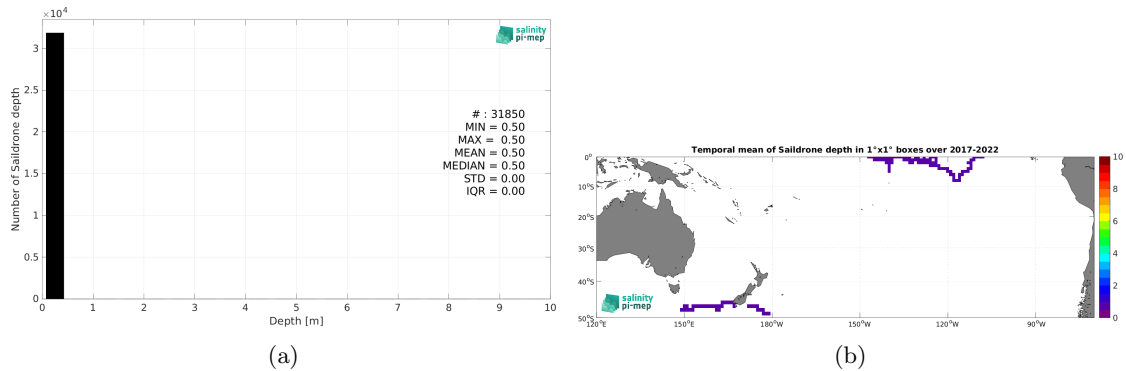 ×10⁴
3
2.5
2
1.5
1
0.5
0
Number of Saildrone depth
salinity
pi-mep
# : 31850
MIN = 0.50
MAX = 0.50
MEAN = 0.50
MEDIAN = 0.50
STD = 0.00
IQR = 0.00
0 1 2 3 4 5 6 7 8 9 10
Depth [m]
(a)
Temporal mean of Saildrone depth in 1°x1° boxes over 2017-2022
0°
10°S
20°S
30°S
40°S
50°S
120°E 150°E 180°W 150°W 120°W 90°W
salinity
pi-mep
10
8
6
4
2
0
(b)